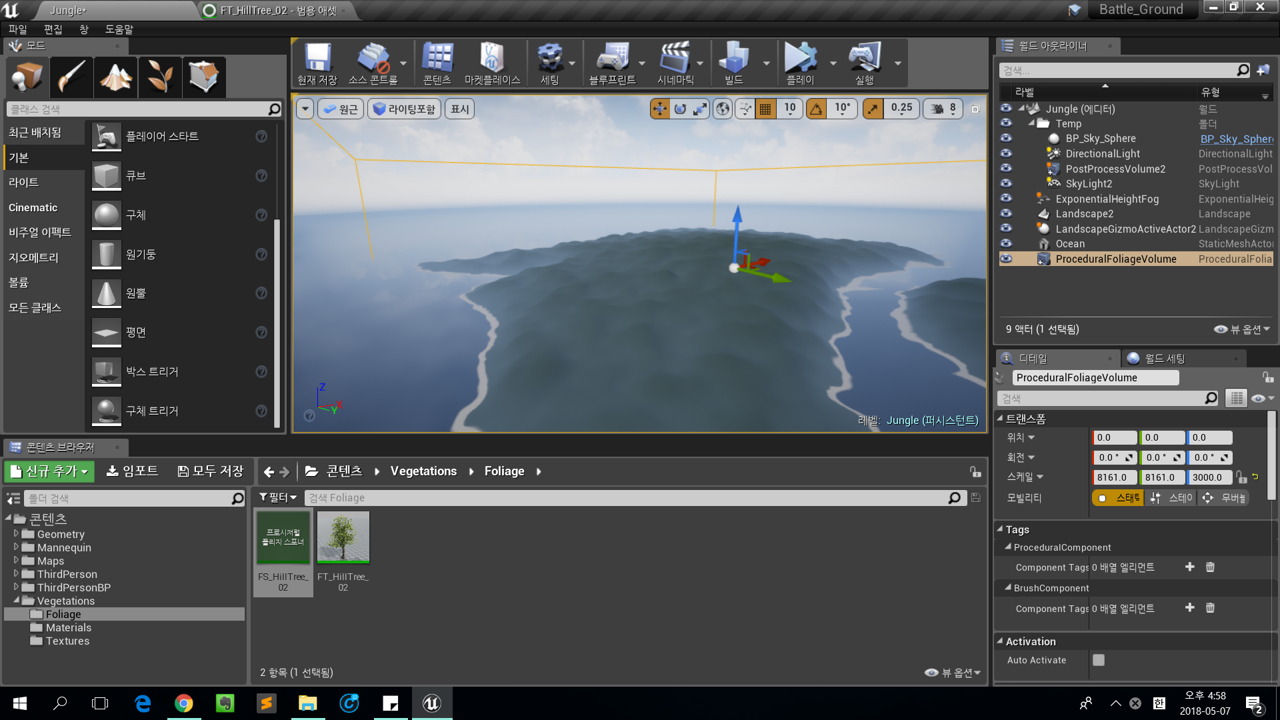 Jungle•
FT_HillTree_02 - 범용 애셋
Battle_Ground
파일 편집 창 도움말
모드
현재 저장
소스 콘트롤
콘텐츠
마켓플레이스
세팅
블루프린트
시네마틱
빌드
플레이
실행
클래스 검색
최근 배치됨
기본
라이트
Cinematic
비주얼 이펙트
지오메트리
볼륨
모든 클래스
플레이어 스타트
큐브
구체
원기둥
원뿔
평면
박스 트리거
구체 트리거
원근
라이팅포함
표시
10
10°
0.25
8
Z
X
Y
레벨: Jungle (퍼시스턴트)
월드 아웃라이너
검색...
라벨 유형
Jungle (에디터) 월드
Temp 폴더
BP_Sky_Sphere BP_Sky_Spher
DirectionalLight DirectionalLight
PostProcessVolume2 PostProcessVol
SkyLight2 SkyLight
ExponentialHeightFog ExponentialHeig
Landscape2 Landscape
LandscapeGizmoActiveActor2 LandscapeGizm
Ocean StaticMeshActor
ProceduralFoliageVolume ProceduralFolia
9 액터 (1 선택됨)
뷰 옵션
디테일
월드 세팅
ProceduralFoliageVolume
검색
트랜스폼
위치 0.0 0.0 0.0
회전 0.0 ° 0.0 ° 0.0 °
스케일 8161.0 8161.0 3000.0
모빌리티 스태틱 스테이 무버블
Tags
ProceduralComponent
Component Tags 0 배열 엘리먼트
BrushComponent
Component Tags 0 배열 엘리먼트
Activation
Auto Activate
콘텐츠 브라우저
신규 추가
임포트
모두 저장
콘텐츠
Vegetations
Foliage
폴더 검색
콘텐츠
Geometry
Mannequin
Maps
ThirdPerson
ThirdPersonBP
Vegetations
Foliage
Materials
Textures
필터
검색 Foliage
프로시저럴
폴리지 스포너
FS_HillTree_
02
FT_HillTree_
02
2 항목 (1 선택됨)
뷰 옵션
한
오후 4:58
2018-05-07
2